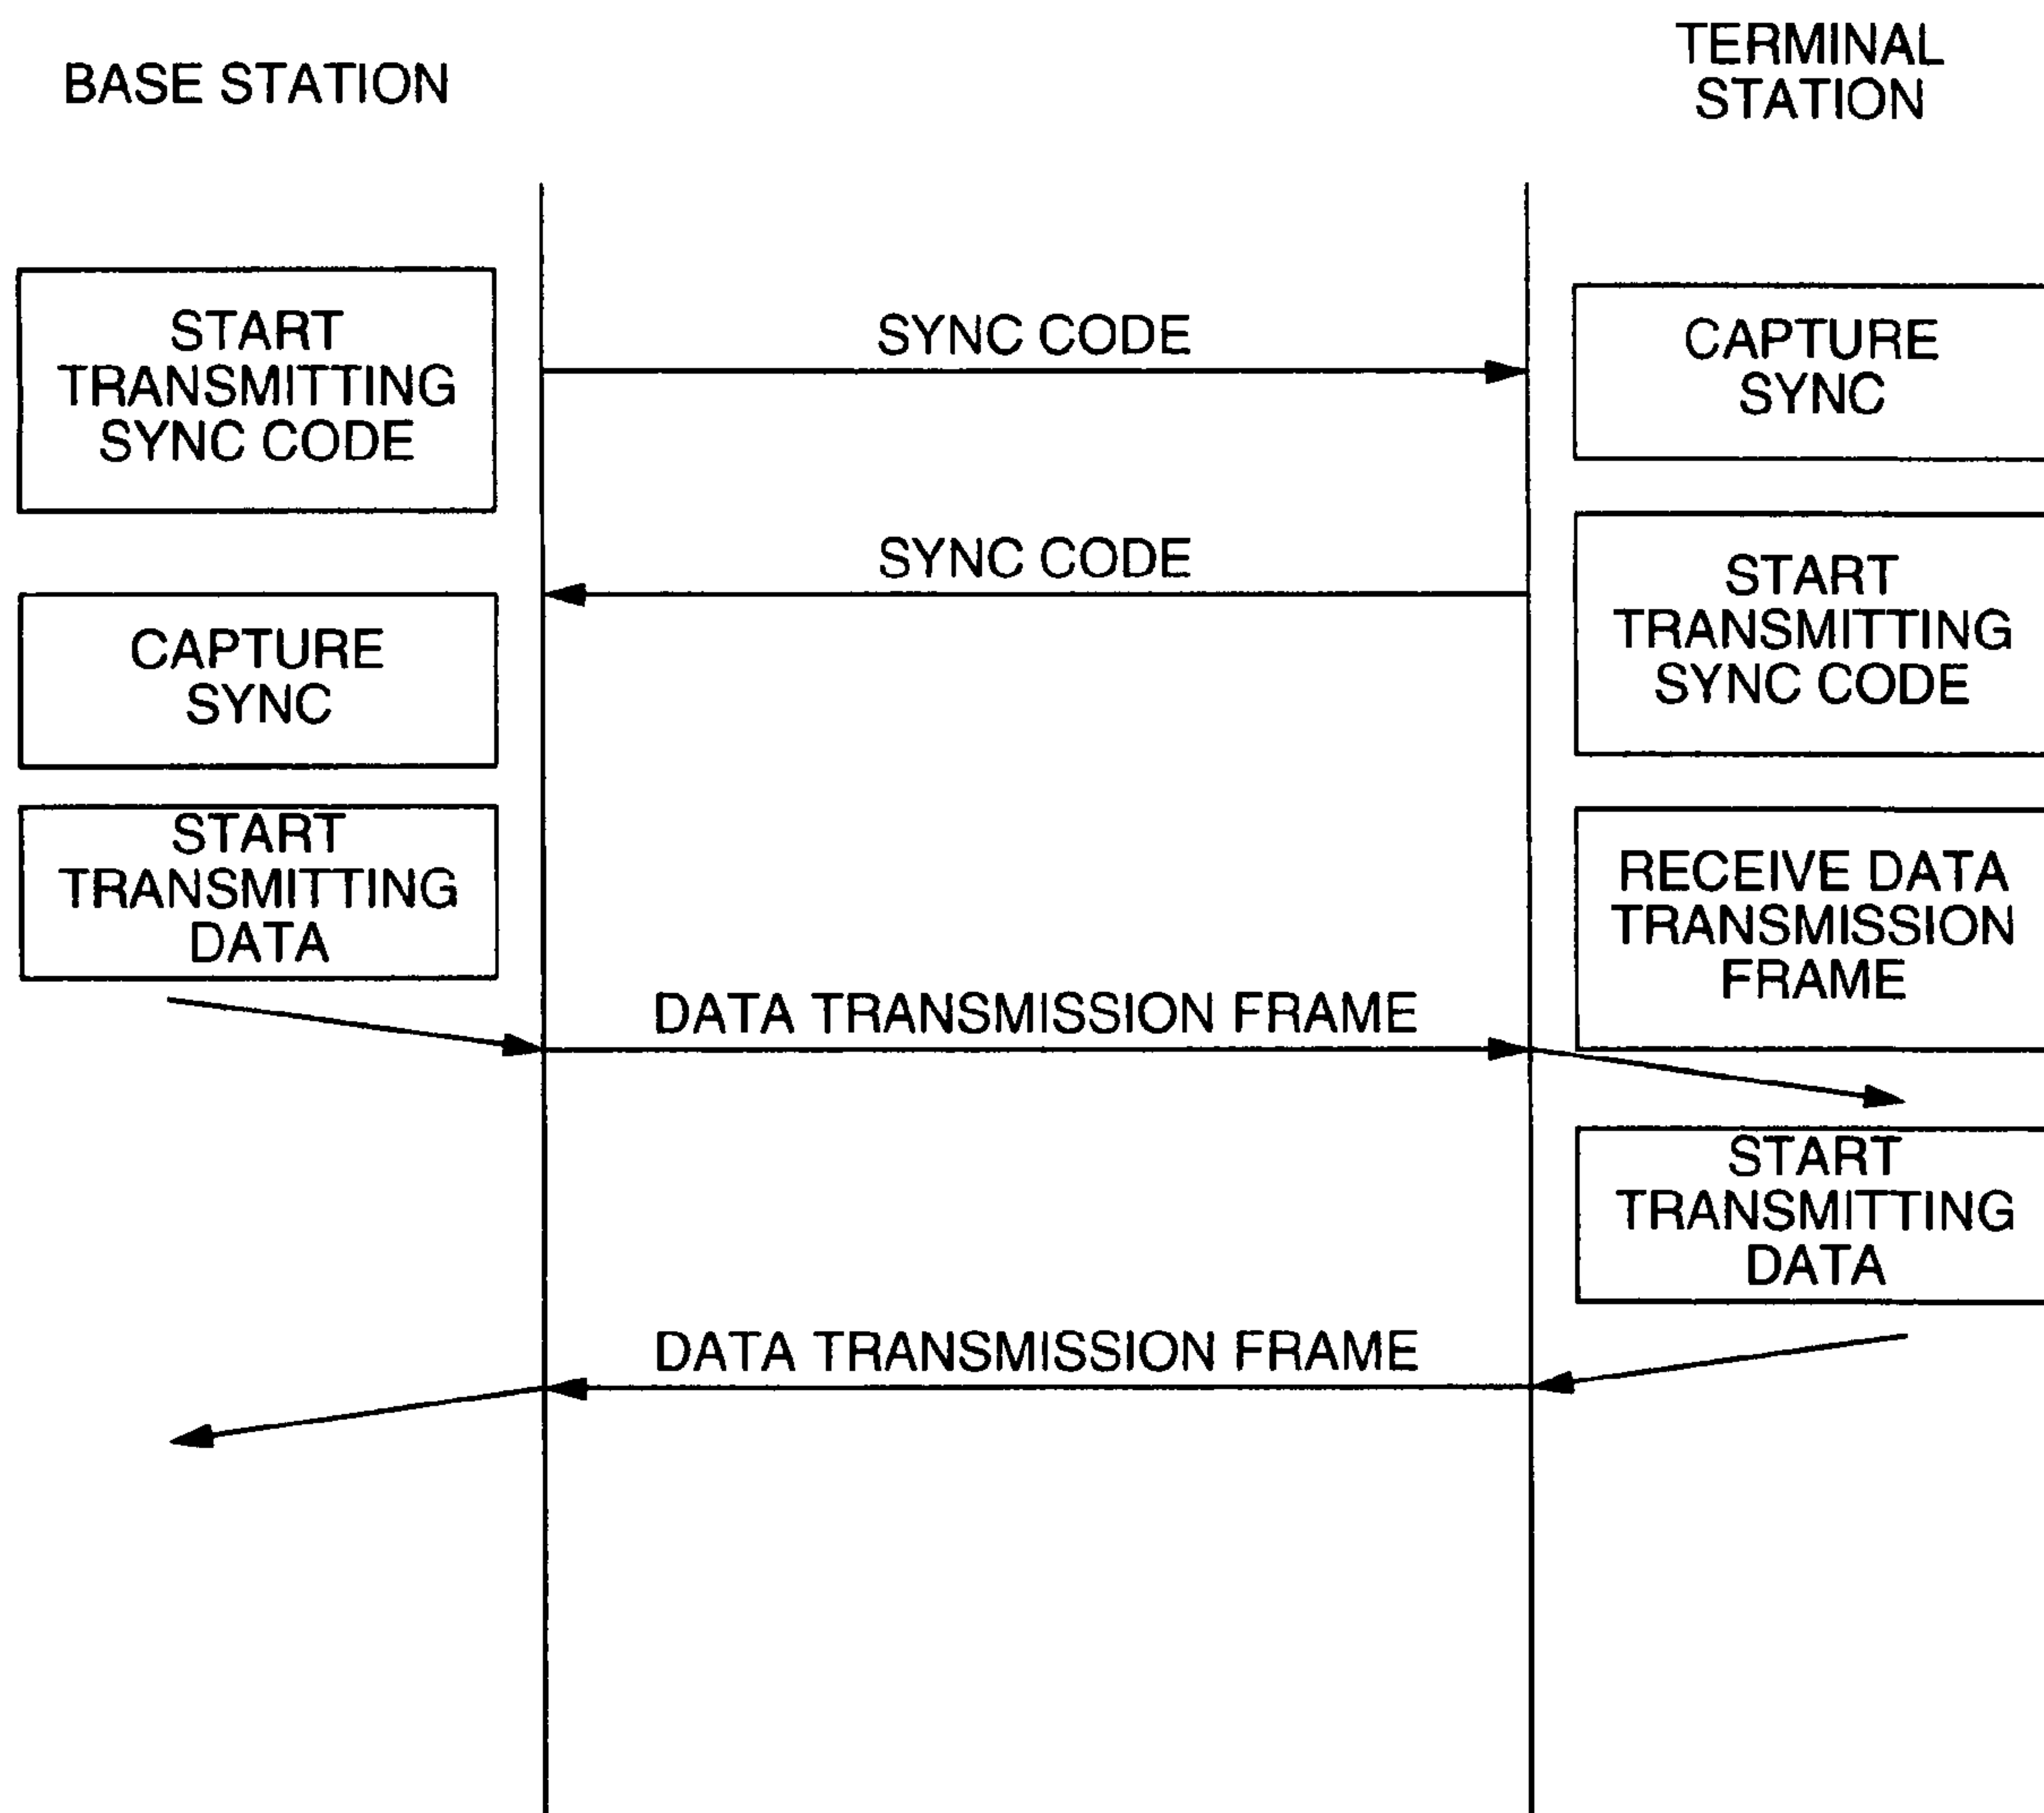 BASE STATION
TERMINAL
STATION
START
TRANSMITTING
SYNC CODE
SYNC CODE
CAPTURE
SYNC
SYNC CODE
START
TRANSMITTING
SYNC CODE
CAPTURE
SYNC
START
TRANSMITTING
DATA
RECEIVE DATA
TRANSMISSION
FRAME
DATA TRANSMISSION FRAME
START
TRANSMITTING
DATA
DATA TRANSMISSION FRAME